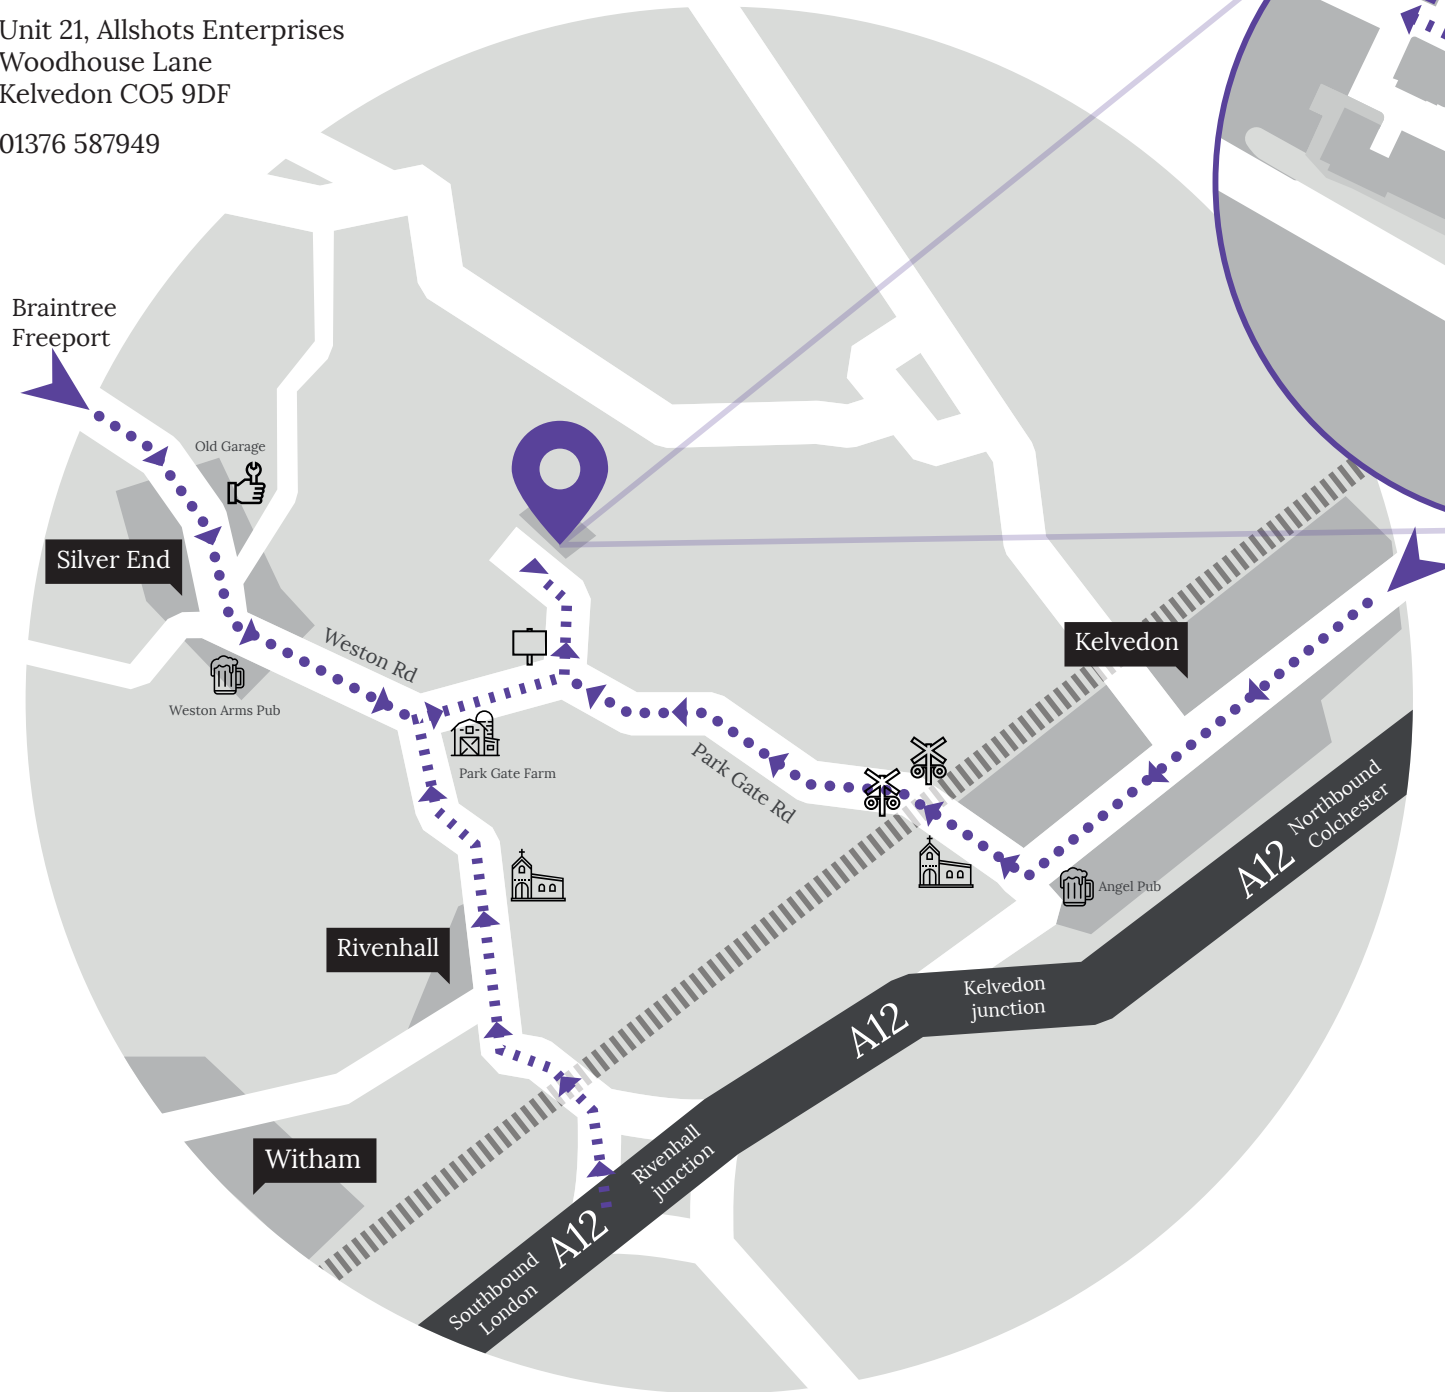 Unit 21, Allshots Enterprises
Woodhouse Lane
Kelvedon CO5 9DF
01376 587949
Braintree
Freeport
Old Garage
Silver End
Weston Rd
Weston Arms Pub
Park Gate Farm
Kelvedon
Park Gate Rd
Northbound
Colchester
A12
Angel Pub
Rivenhall
Kelvedon
junction
A12
Witham
Rivenhall
junction
A12
Southbound
London